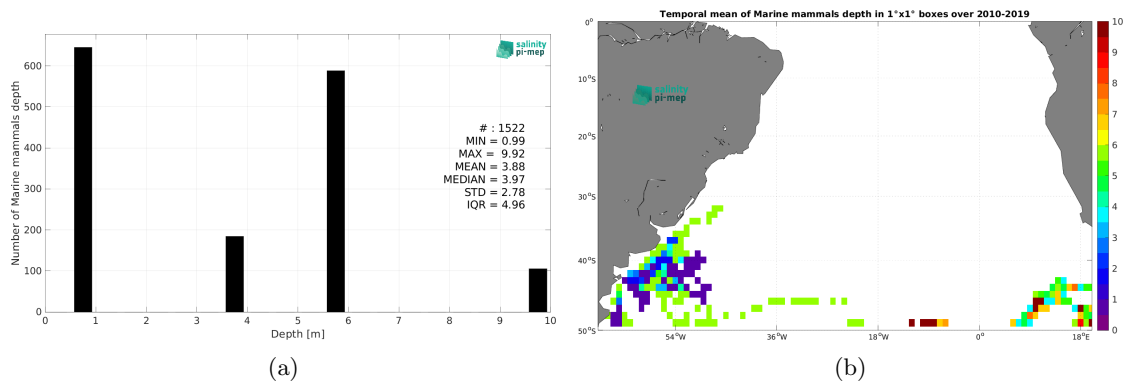 salinity
pi-mep
# : 1522
MIN = 0.99
MAX = 9.92
MEAN = 3.88
MEDIAN = 3.97
STD = 2.78
IQR = 4.96
Number of Marine mammals depth
600
500
400
300
200
100
0
0 1 2 3 4 5 6 7 8 9 10
Depth [m]
(a)
Temporal mean of Marine mammals depth in 1°x1° boxes over 2010-2019
salinity
pi-mep
0°
10°S
20°S
30°S
40°S
50°S
54°W 36°W 18°W 0° 18°E
10
9
8
7
6
5
4
3
2
1
0
(b)